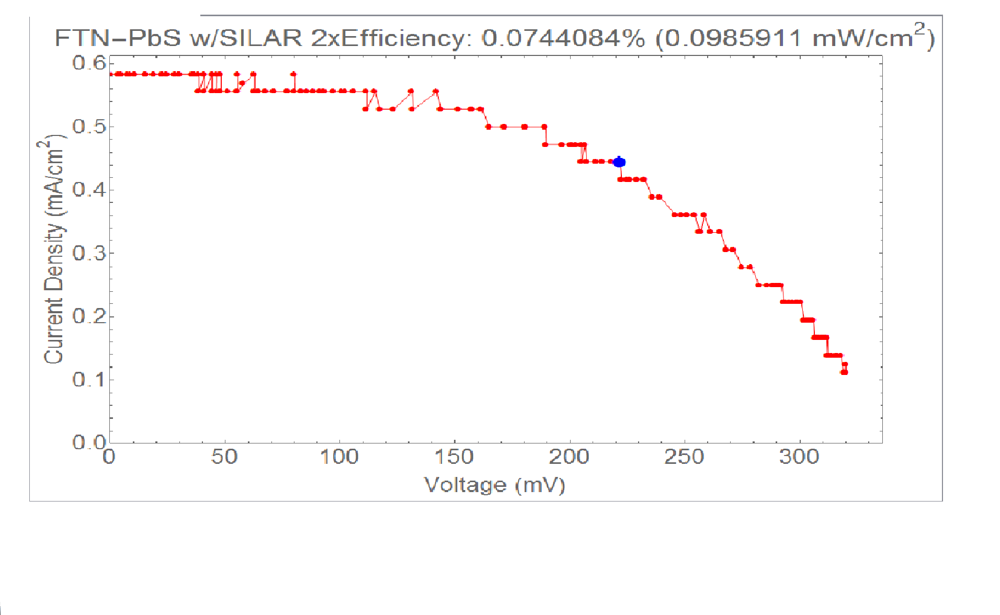 FTN−PbS w/SILAR 2xEfficiency: 0.0744084% (0.0985911 mW/cm²)
0.6
0.5
0.4
0.3
0.2
0.1
0.0
Current Density (mA/cm²)
0 50 100 150 200 250 300
Voltage (mV)